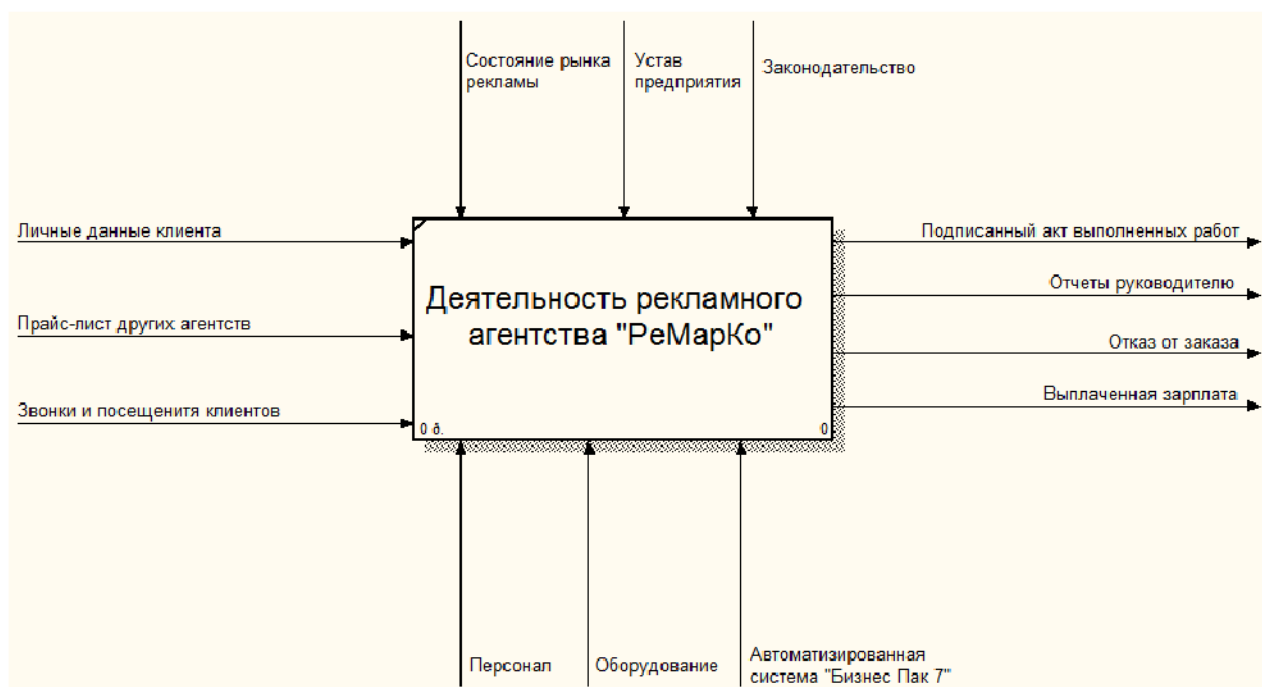 Состояние рынка
рекламы
Устав
предприятия
Законодательство
Личные данные клиента
Прайс-лист других агентств
Звонки и посещенитя клиентов
Деятельность рекламного
агентства "РеМарКо"
0 д.
0
Подписанный акт выполненных работ
Отчеты руководителю
Отказ от заказа
Выплаченная зарплата
Персонал
Оборудование
Автоматизированная
система "Бизнес Пак 7"